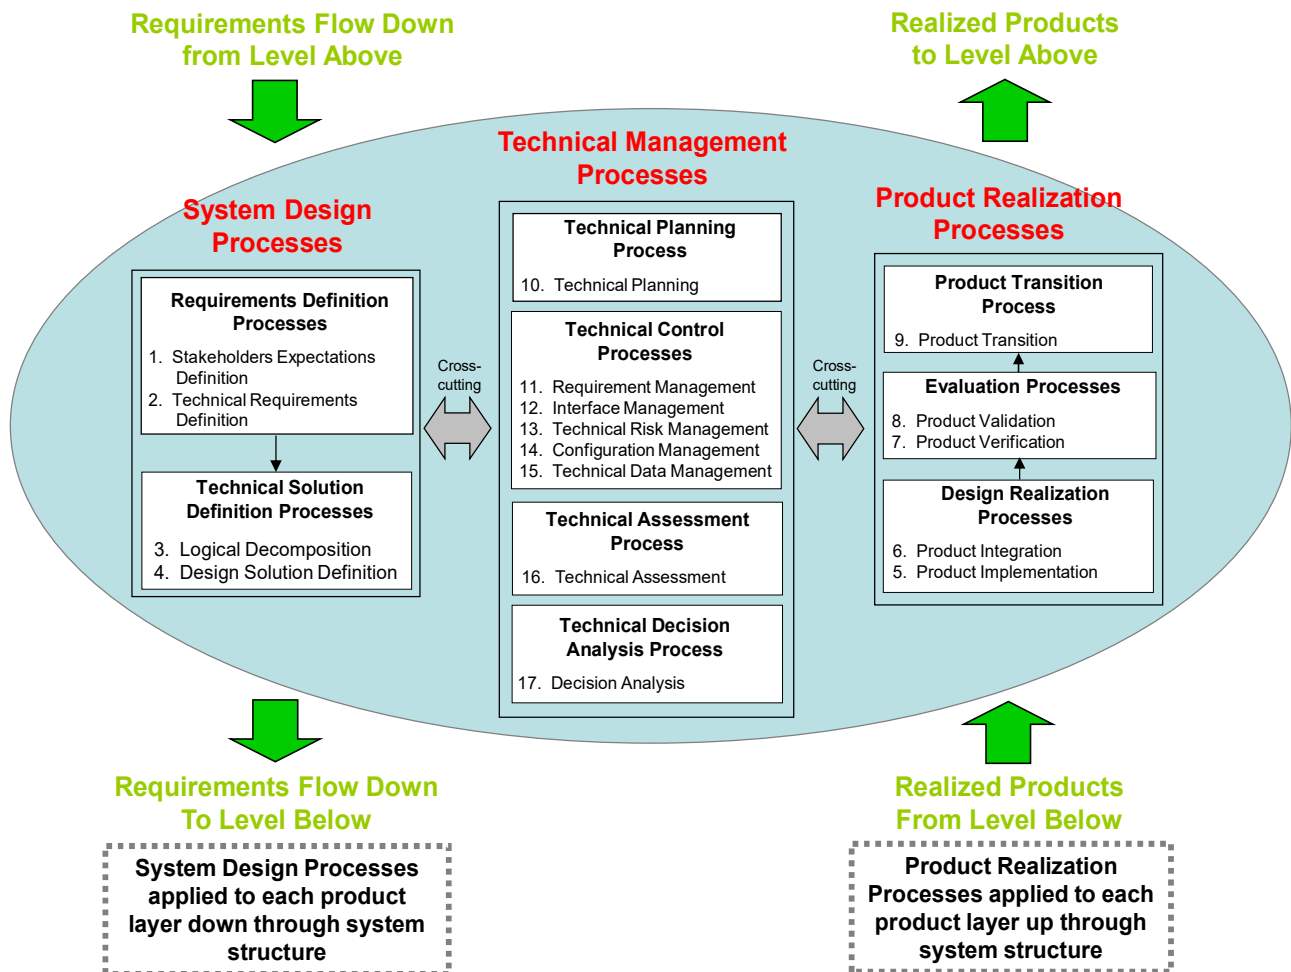 Requirements Flow Down
from Level Above
Realized Products
to Level Above
Technical Management
Processes
System Design
Processes
Requirements Definition
Processes
1. Stakeholders Expectations
Definition
2. Technical Requirements
Definition
Technical Solution
Definition Processes
3. Logical Decomposition
4. Design Solution Definition
Cross-
cutting
Technical Planning
Process
10. Technical Planning
Technical Control
Processes
11. Requirement Management
12. Interface Management
13. Technical Risk Management
14. Configuration Management
15. Technical Data Management
Technical Assessment
Process
16. Technical Assessment
Technical Decision
Analysis Process
17. Decision Analysis
Cross-
cutting
Product Realization
Processes
Product Transition
Process
9. Product Transition
Evaluation Processes
8. Product Validation
7. Product Verification
Design Realization
Processes
6. Product Integration
5. Product Implementation
Requirements Flow Down
To Level Below
System Design Processes
applied to each product
layer down through system
structure
Realized Products
From Level Below
Product Realization
Processes applied to each
product layer up through
system structure